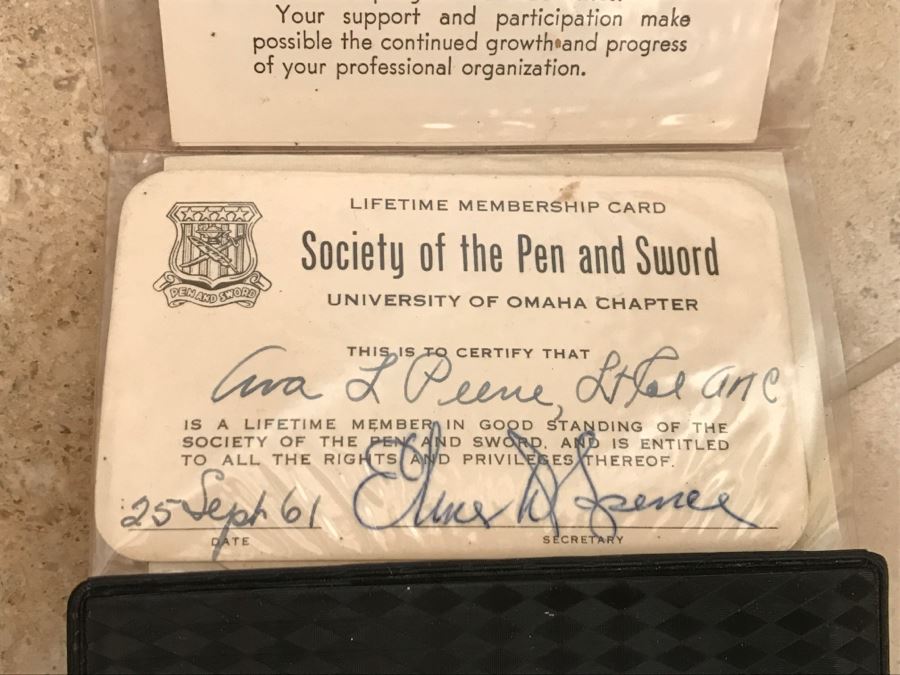 Your support and participation make
possible the continued growth and progress
of your professional organization.
LIFETIME MEMBERSHIP CARD
Society of the Pen and Sword
UNIVERSITY OF OMAHA CHAPTER
PEN AND SWORD
THIS IS TO CERTIFY THAT
Ava L Peene, Lt Col ANC
IS A LIFETIME MEMBER IN GOOD STANDING OF THE
SOCIETY OF THE PEN AND SWORD, AND IS ENTITLED
TO ALL THE RIGHTS AND PRIVILEGES THEREOF.
25 Sept 61 Elmer Spence
DATE SECRETARY